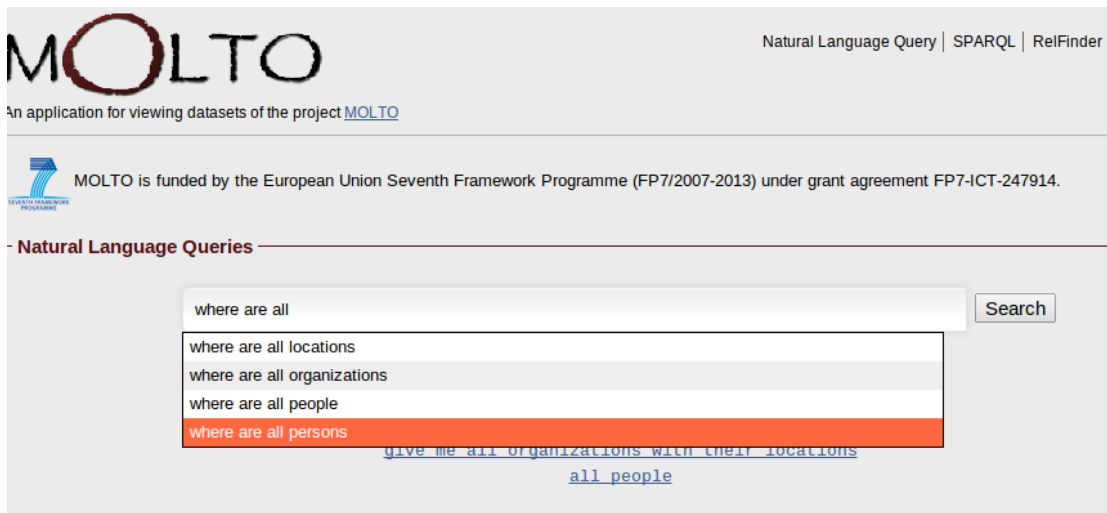 MOLTO
Natural Language Query | SPARQL | RelFinder
An application for viewing datasets of the project MOLTO
SEVENTH FRAMEWORK
PROGRAMME
MOLTO is funded by the European Union Seventh Framework Programme (FP7/2007-2013) under grant agreement FP7-ICT-247914.
Natural Language Queries
where are all
Search
where are all locations
where are all organizations
where are all people
where are all persons
give me all organizations with their locations
all people